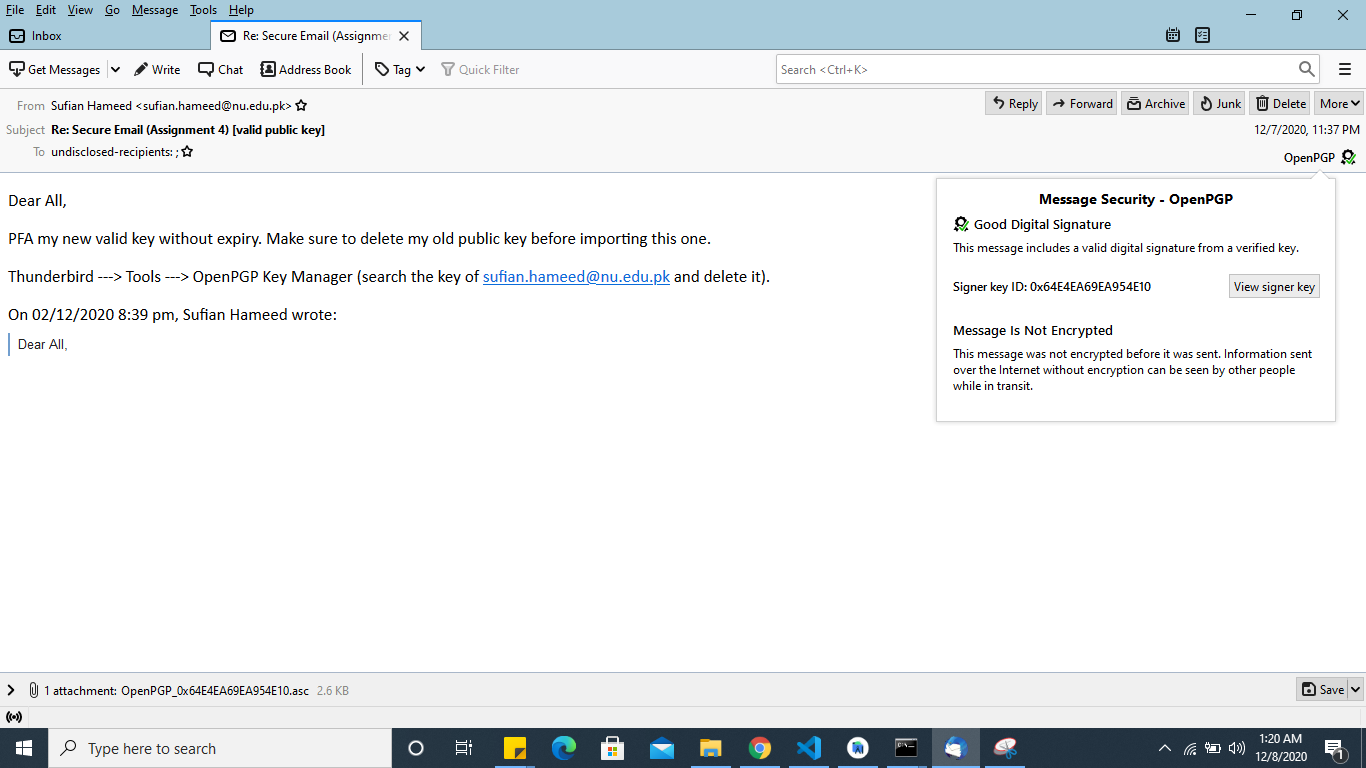 File Edit View Go Message Tools Help
Inbox
Re: Secure Email (Assignme
Get Messages Write Chat Address Book Tag Quick Filter
Search <Ctrl+K>
From Sufian Hameed <sufian.hameed@nu.edu.pk>
Reply Forward Archive Junk Delete More
Subject Re: Secure Email (Assignment 4) [valid public key]
12/7/2020, 11:37 PM
To undisclosed-recipients: ;
OpenPGP
Dear All,
PFA my new valid key without expiry. Make sure to delete my old public key before importing this one.
Thunderbird ---> Tools ---> OpenPGP Key Manager (search the key of sufian.hameed@nu.edu.pk and delete it).
On 02/12/2020 8:39 pm, Sufian Hameed wrote:
Dear All,
Message Security - OpenPGP
Good Digital Signature
This message includes a valid digital signature from a verified key.
Signer key ID: 0x64E4EA69EA954E10
View signer key
Message Is Not Encrypted
This message was not encrypted before it was sent. Information sent
over the Internet without encryption can be seen by other people
while in transit.
1 attachment: OpenPGP_0x64E4EA69EA954E10.asc 2.6 KB
Save
Type here to search
1:20 AM
12/8/2020
1